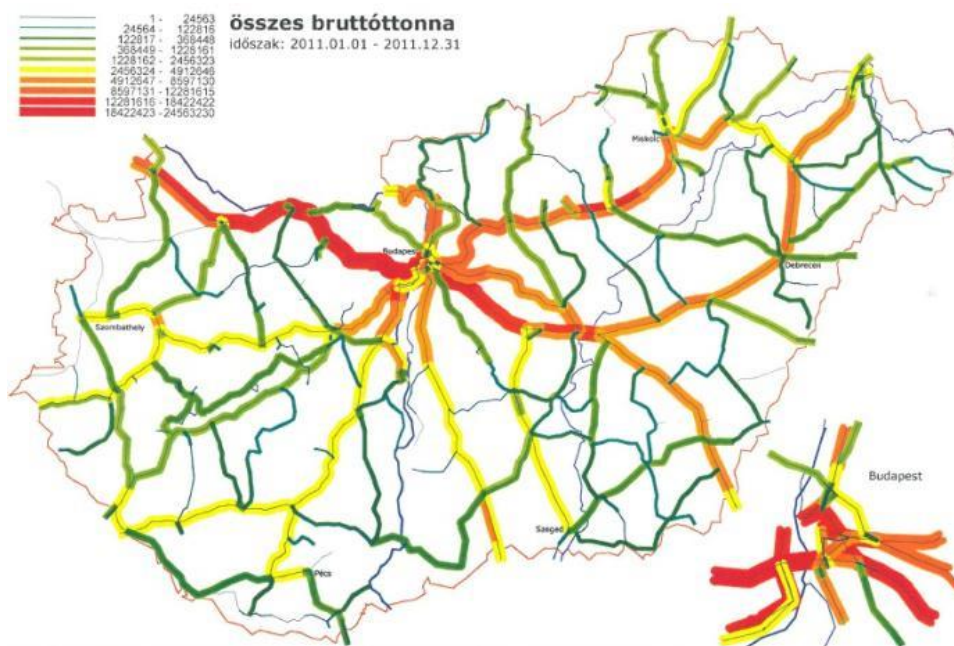 összes bruttóttonna
időszak: 2011.01.01 - 2011.12.31
1 - 24563
24564 - 122816
122817 - 368448
368449 - 1228161
1228162 - 2456323
2456324 - 4912646
4912647 - 8597130
8597131 - 12281615
12281616 - 18422422
18422423 - 24563230
Miskolc
Budapest
Debrecen
Szombathely
Budapest
Szeged
Pécs